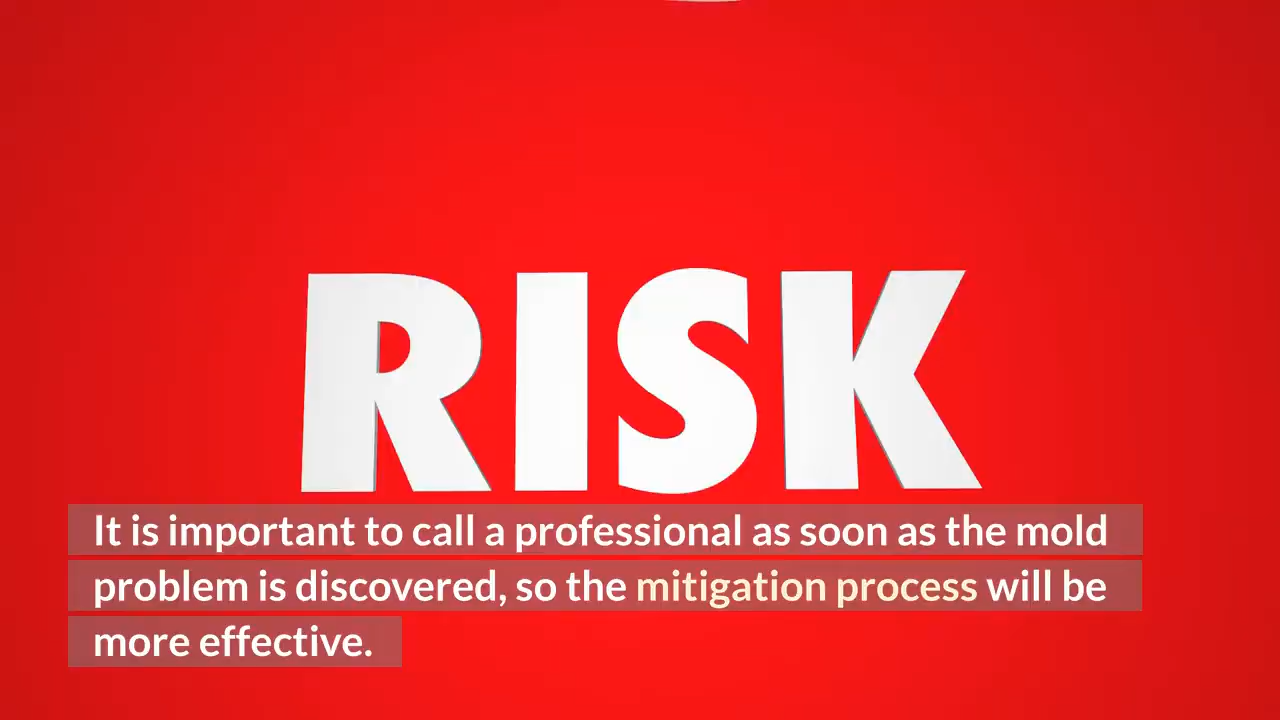 RISK
It is important to call a professional as soon as the mold
problem is discovered, so the mitigation process will be
more effective.